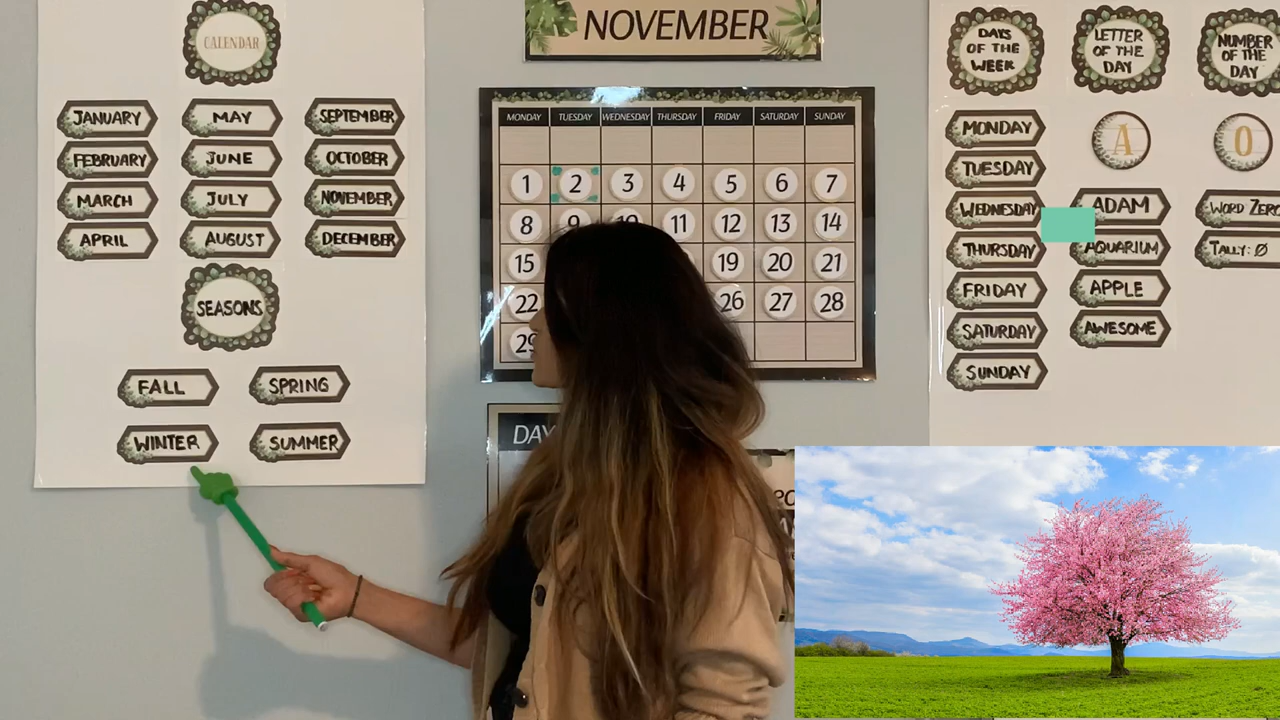 CALENDAR
JANUARY
FEBRUARY
MARCH
APRIL
MAY
JUNE
JULY
AUGUST
SEPTEMBER
OCTOBER
NOVEMBER
DECEMBER
SEASONS
FALL
SPRING
WINTER
SUMMER
NOVEMBER
MONDAY TUESDAY WEDNESDAY THURSDAY FRIDAY SATURDAY SUNDAY
1 2 3 4 5 6 7
8 9 10 11 12 13 14
15 19 20 21
22 26 27 28
29
DAY
DAYS
OF THE
WEEK
MONDAY
TUESDAY
WEDNESDAY
THURSDAY
FRIDAY
SATURDAY
SUNDAY
LETTER
OF THE
DAY
A
ADAM
AQUARIUM
APPLE
AWESOME
NUMBER
OF THE
DAY
0
WORD ZERO
TALLY: Ø